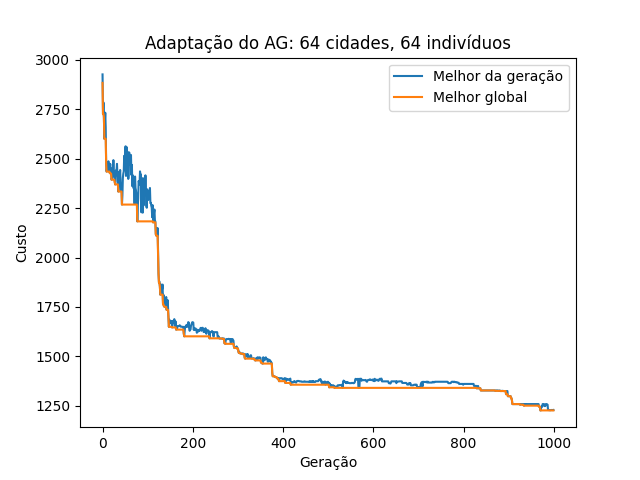 Adaptação do AG: 64 cidades, 64 indivíduos
Melhor da geração
Melhor global
3000
2750
2500
2250
2000
1750
1500
1250
Custo
0 200 400 600 800 1000
Geração